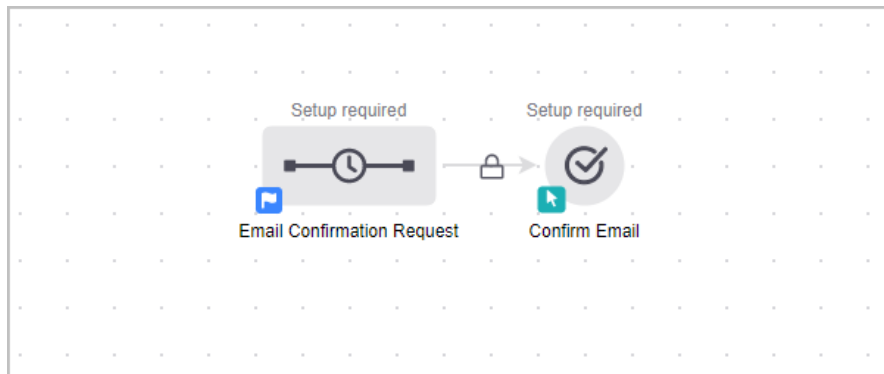 Setup required
Setup required
Email Confirmation Request
Confirm Email